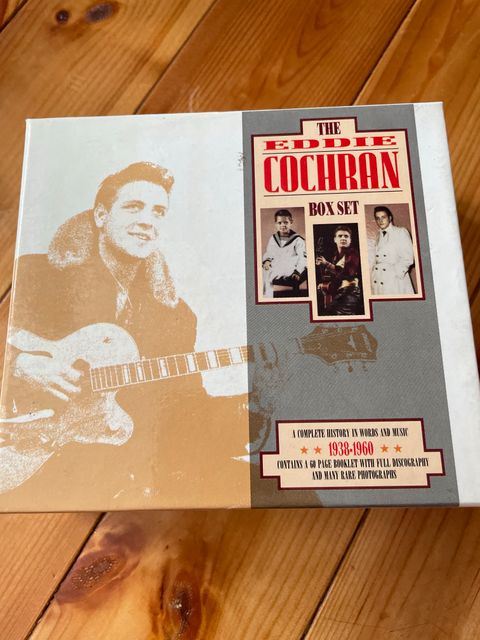 THE
EDDIE
COCHRAN
BOX SET
A COMPLETE HISTORY IN WORDS AND MUSIC
★ ★ 1938-1960 ★ ★
CONTAINS A 60 PAGE BOOKLET WITH FULL DISCOGRAPHY
AND MANY RARE PHOTOGRAPHS